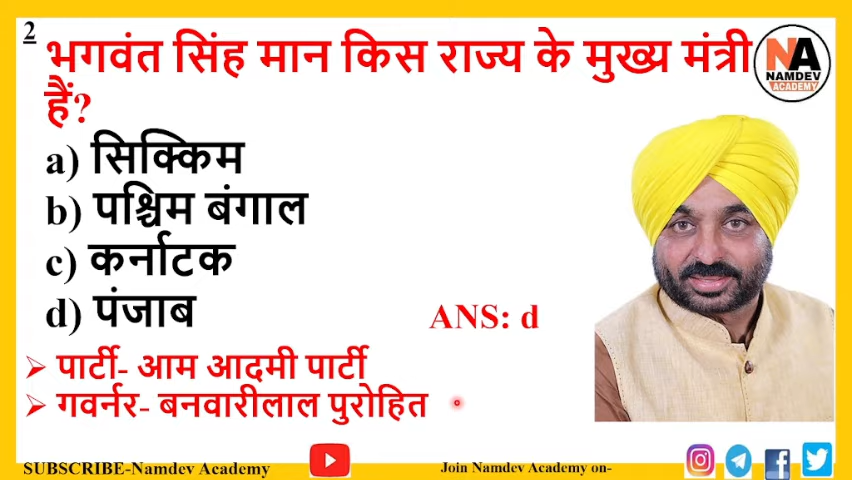 2
भगवंत सिंह मान किस राज्य के मुख्य मंत्री
हैं?
NA
NAMDEV
ACADEMY
a) सिक्किम
b) पश्चिम बंगाल
c) कर्नाटक
d) पंजाब
ANS: d
➢ पार्टी- आम आदमी पार्टी
➢ गवर्नर- बनवारीलाल पुरोहित
SUBSCRIBE-Namdev Academy
Join Namdev Academy on-